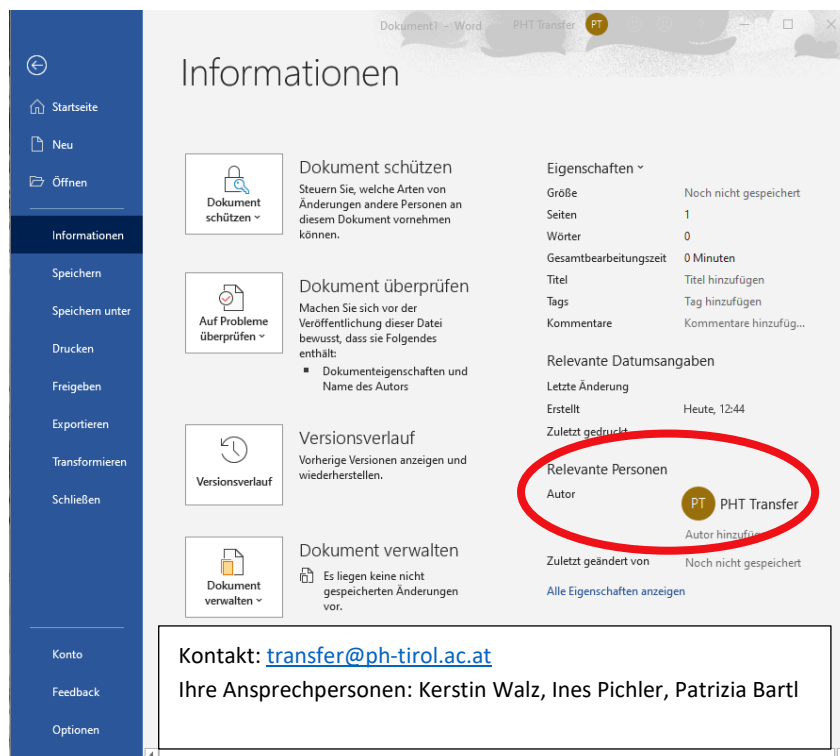 Dokument1 - Word PHT Transfer PT
Informationen
Startseite
Neu
Öffnen
Informationen
Speichern
Speichern unter
Drucken
Freigeben
Exportieren
Transformieren
Schließen
Konto
Feedback
Optionen
Dokument
schützen
Dokument schützen
Steuern Sie, welche Arten von
Änderungen andere Personen an
diesem Dokument vornehmen
können.
Auf Probleme
überprüfen
Dokument überprüfen
Machen Sie sich vor der
Veröffentlichung dieser Datei
bewusst, dass sie Folgendes
enthält:
Dokumenteigenschaften und
Name des Autors
Versionsverlauf
Versionsverlauf
Vorherige Versionen anzeigen und
wiederherstellen.
Dokument
verwalten
Dokument verwalten
Es liegen keine nicht
gespeicherten Änderungen
vor.
Eigenschaften
Größe Noch nicht gespeichert
Seiten 1
Wörter 0
Gesamtbearbeitungszeit 0 Minuten
Titel Titel hinzufügen
Tags Tag hinzufügen
Kommentare Kommentare hinzufüg...
Relevante Datumsangaben
Letzte Änderung
Erstellt Heute, 12:44
Zuletzt gedruckt
Relevante Personen
Autor PT PHT Transfer
Autor hinzufügen
Zuletzt geändert von Noch nicht gespeichert
Alle Eigenschaften anzeigen
Kontakt: transfer@ph-tirol.ac.at
Ihre Ansprechpersonen: Kerstin Walz, Ines Pichler, Patrizia Bartl